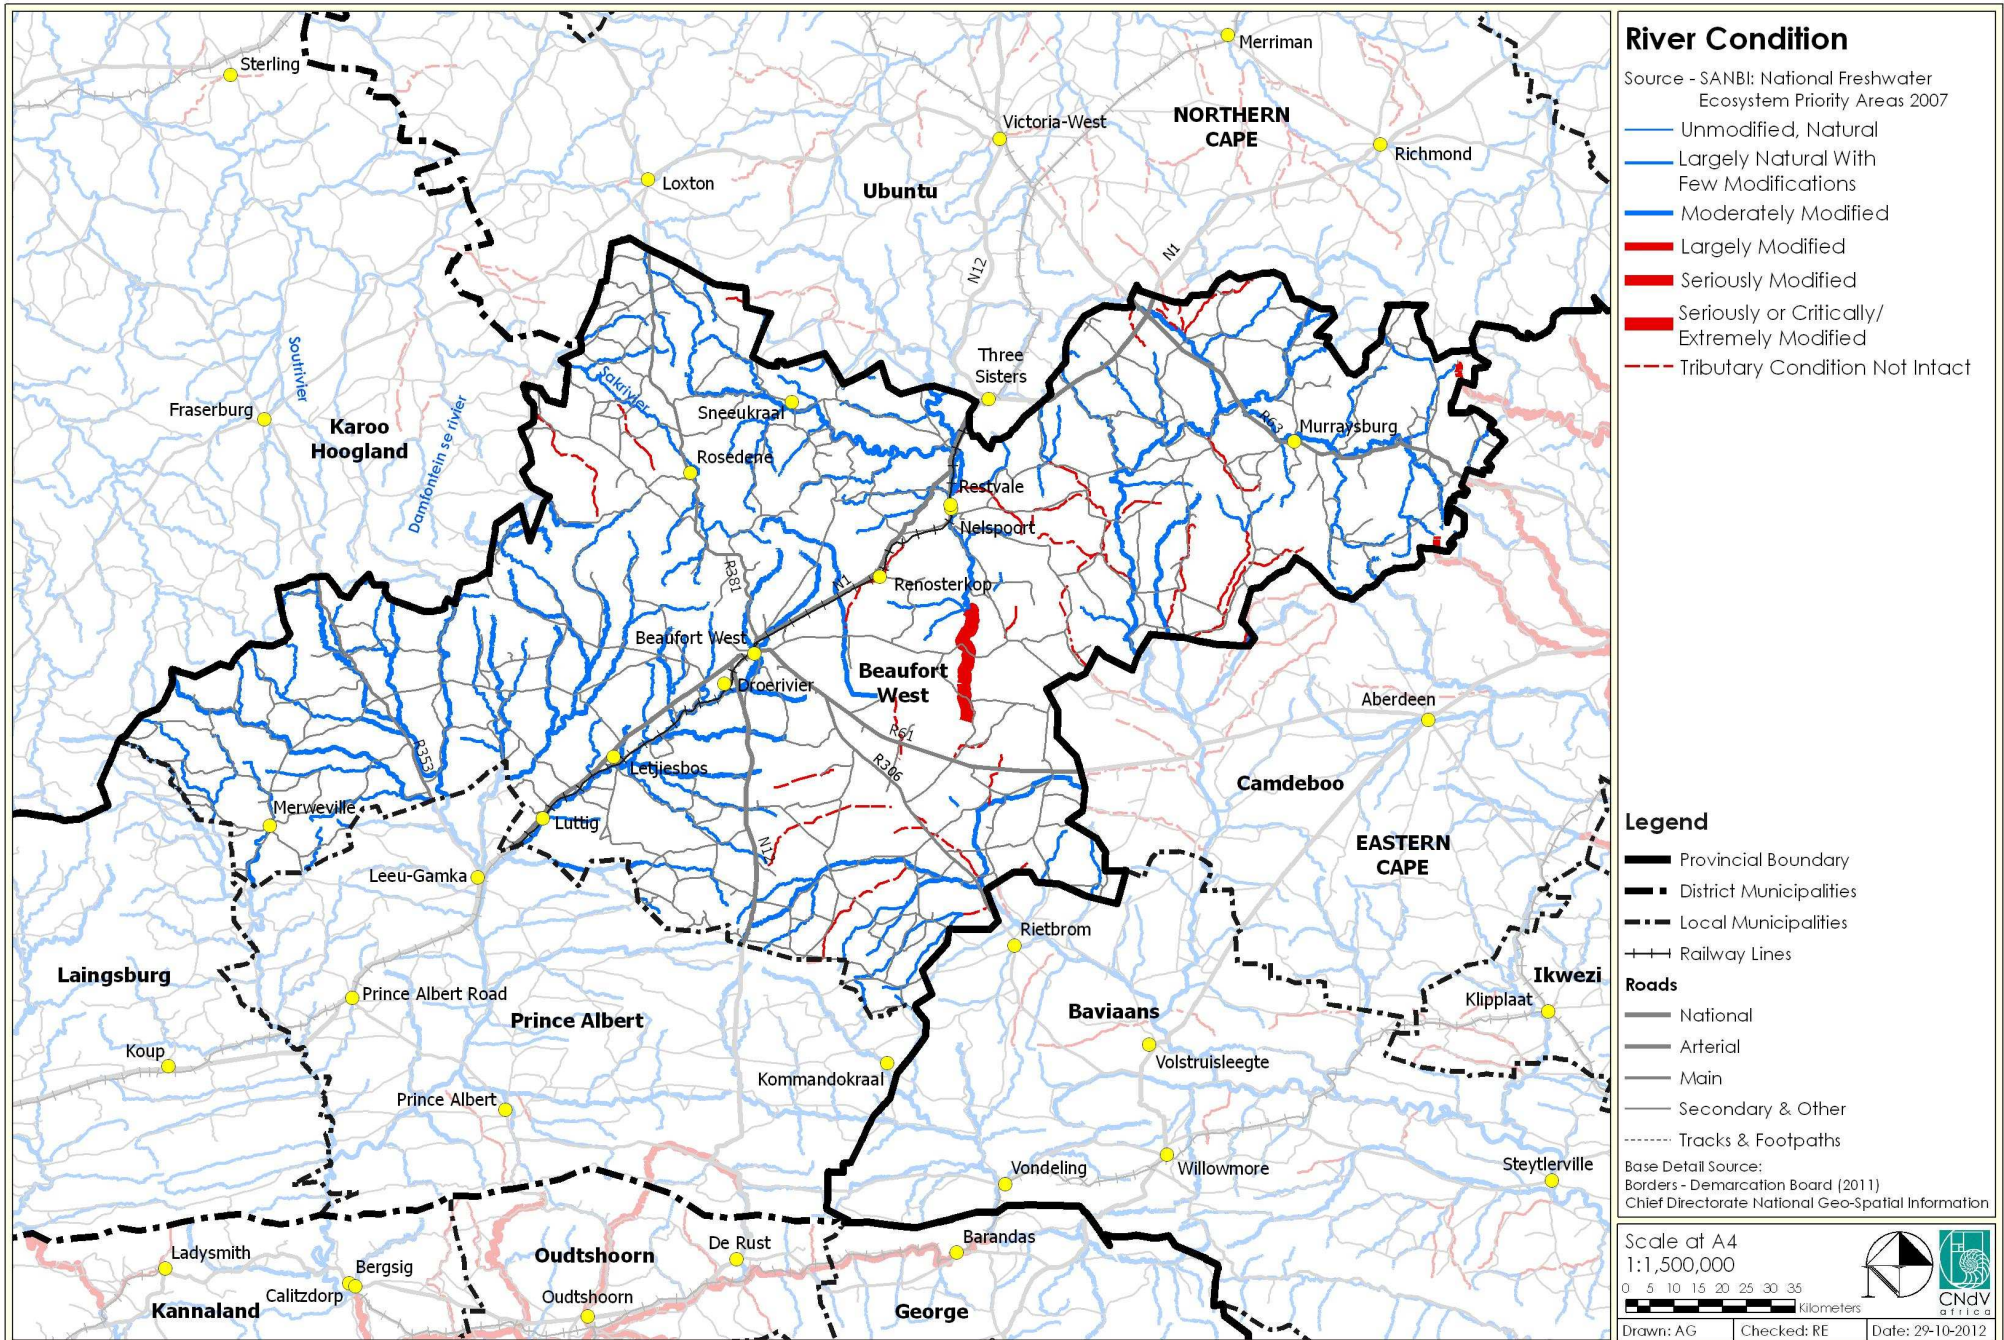 Sterling
Merriman
Victoria-West
NORTHERN
CAPE
Richmond
Loxton
Ubuntu
N12
N1
Soutrivier
Three
Sisters
Fraserburg
Karoo
Hoogland
Damfontein se rivier
Sakrivier
Sneeukraal
R63
Murraysburg
Rosedene
Restvale
Nelspoort
R381
N1
Renosterkop
Beaufort West
Beaufort
West
Droerivier
Aberdeen
R353
R61
R306
Letjiesbos
Camdeboo
Merweville
Luttig
N12
EASTERN
CAPE
Leeu-Gamka
Rietbrom
Laingsburg
Prince Albert Road
Prince Albert
Ikwezi
Klipplaat
Baviaans
Koup
Volstruisleegte
Kommandokraal
Prince Albert
Vondeling
Willowmore
Steytlerville
Ladysmith
Oudtshoorn
De Rust
Barandas
Bergsig
Calitzdorp
Oudtshoorn
Kannaland
George
River Condition
Source - SANBI: National Freshwater
Ecosystem Priority Areas 2007
Unmodified, Natural
Largely Natural With
Few Modifications
Moderately Modified
Largely Modified
Seriously Modified
Seriously or Critically/
Extremely Modified
Tributary Condition Not Intact
Legend
Provincial Boundary
District Municipalities
Local Municipalities
Railway Lines
Roads
National
Arterial
Main
Secondary & Other
Tracks & Footpaths
Base Detail Source:
Borders - Demarcation Board (2011)
Chief Directorate National Geo-Spatial Information
Scale at A4
1:1,500,000
0 5 10 15 20 25 30 35
Kilometers
N
CNdV
africa
Drawn: AG
Checked: RE
Date: 29-10-2012